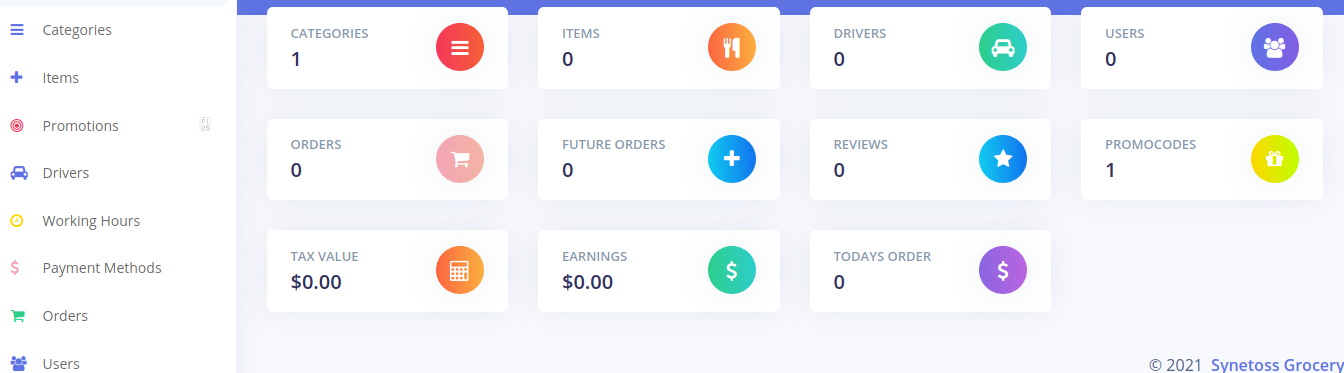 Categories
Items
Promotions
Drivers
Working Hours
Payment Methods
Orders
Users
CATEGORIES
1
ITEMS
0
DRIVERS
0
USERS
0
ORDERS
0
FUTURE ORDERS
0
REVIEWS
0
PROMOCODES
1
TAX VALUE
$0.00
EARNINGS
$0.00
TODAYS ORDER
0
© 2021 Synetoss Grocery